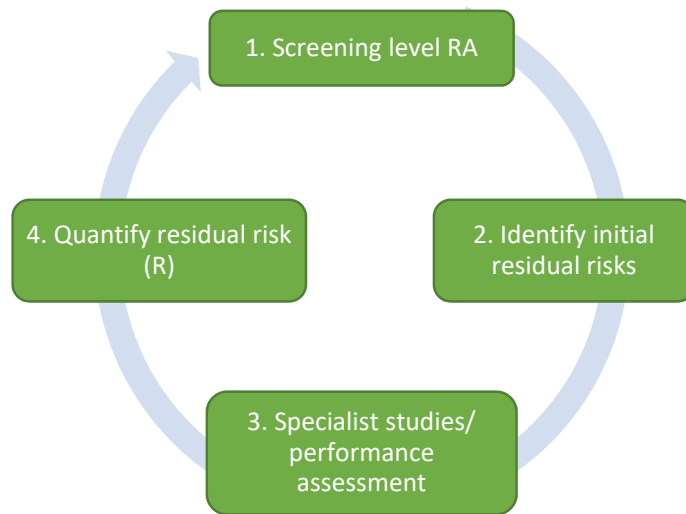 1. Screening level RA
2. Identify initial
residual risks
3. Specialist studies/
performance
assessment
4. Quantify residual risk
(R)